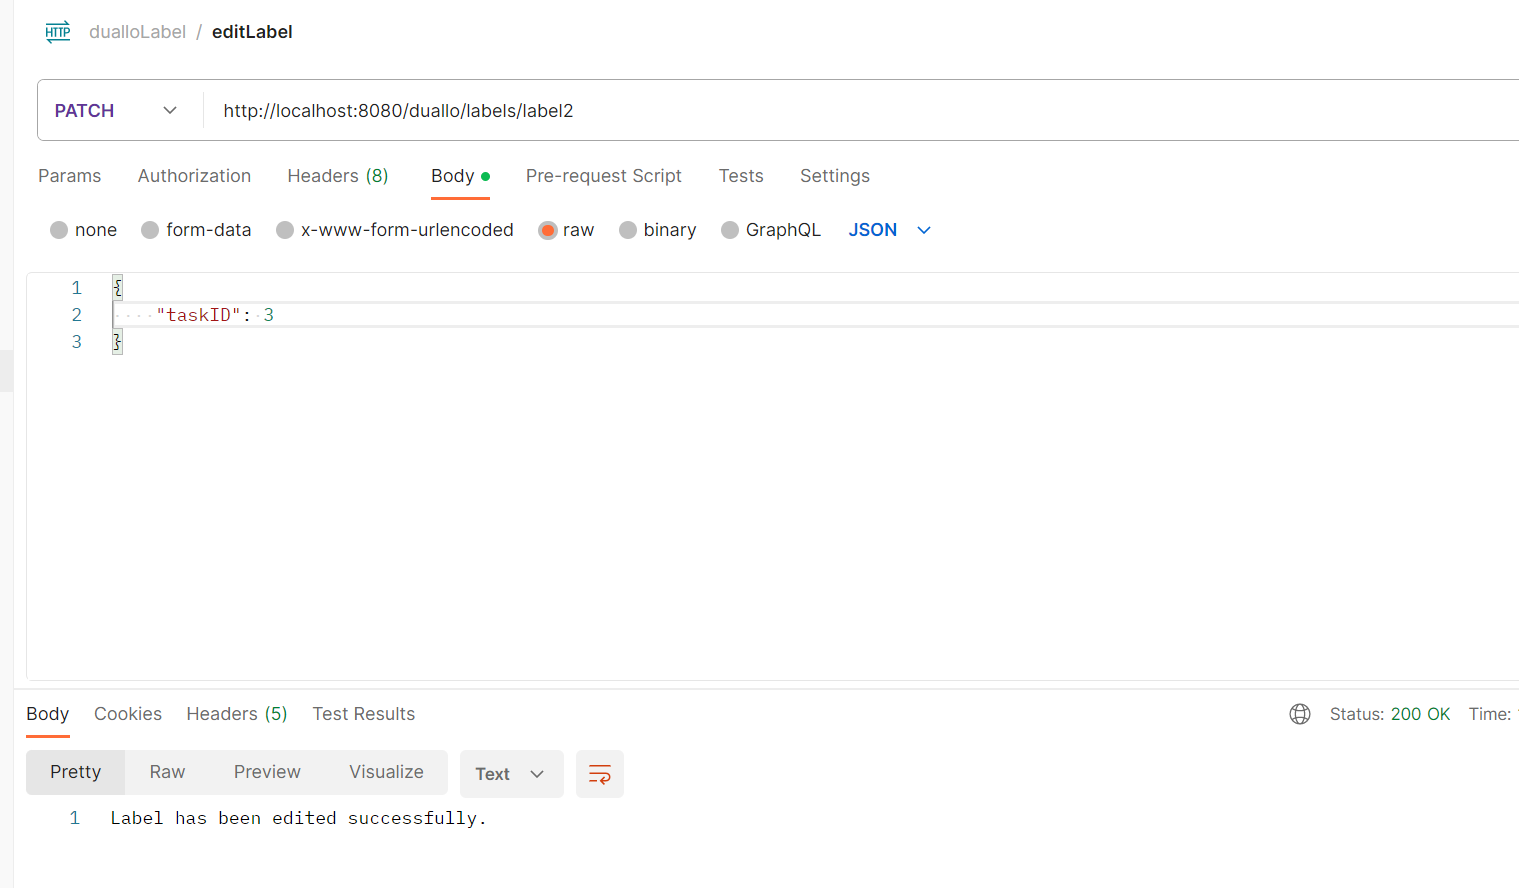 HTTP dualloLabel / editLabel
PATCH http://localhost:8080/duallo/labels/label2
Params Authorization Headers (8) Body Pre-request Script Tests Settings
none form-data x-www-form-urlencoded raw binary GraphQL JSON
1 {
2 "taskID": 3
3 }
Body Cookies Headers (5) Test Results Status: 200 OK Time:
Pretty Raw Preview Visualize Text
1 Label has been edited successfully.